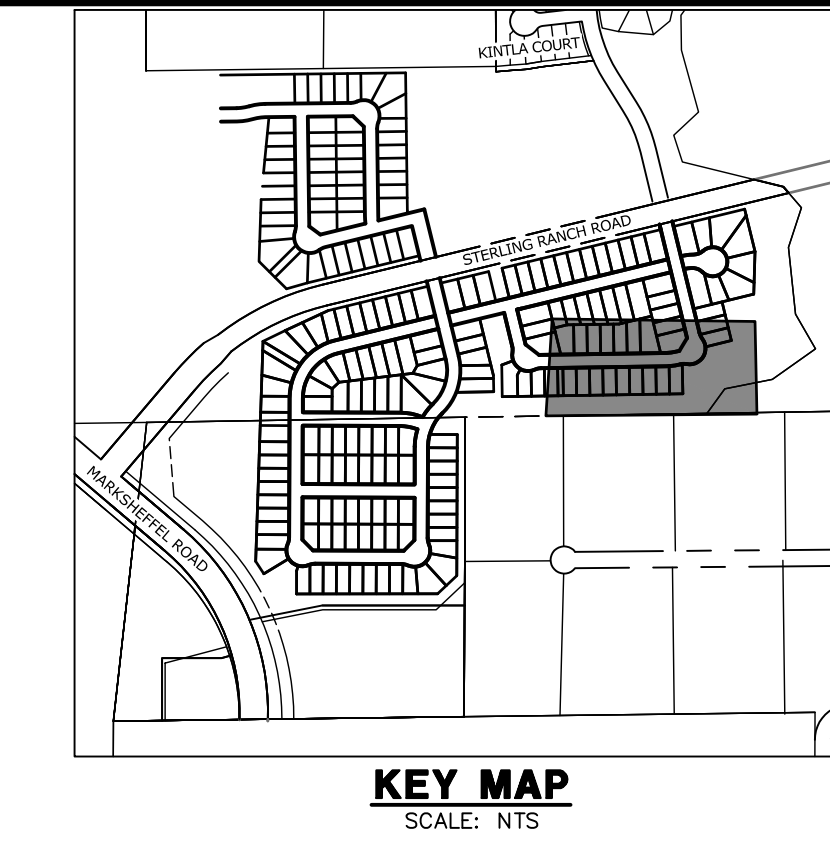 KINTLA COURT
STERLING RANCH ROAD
MARKSHEFFEL ROAD
KEY MAP
SCALE: NTS